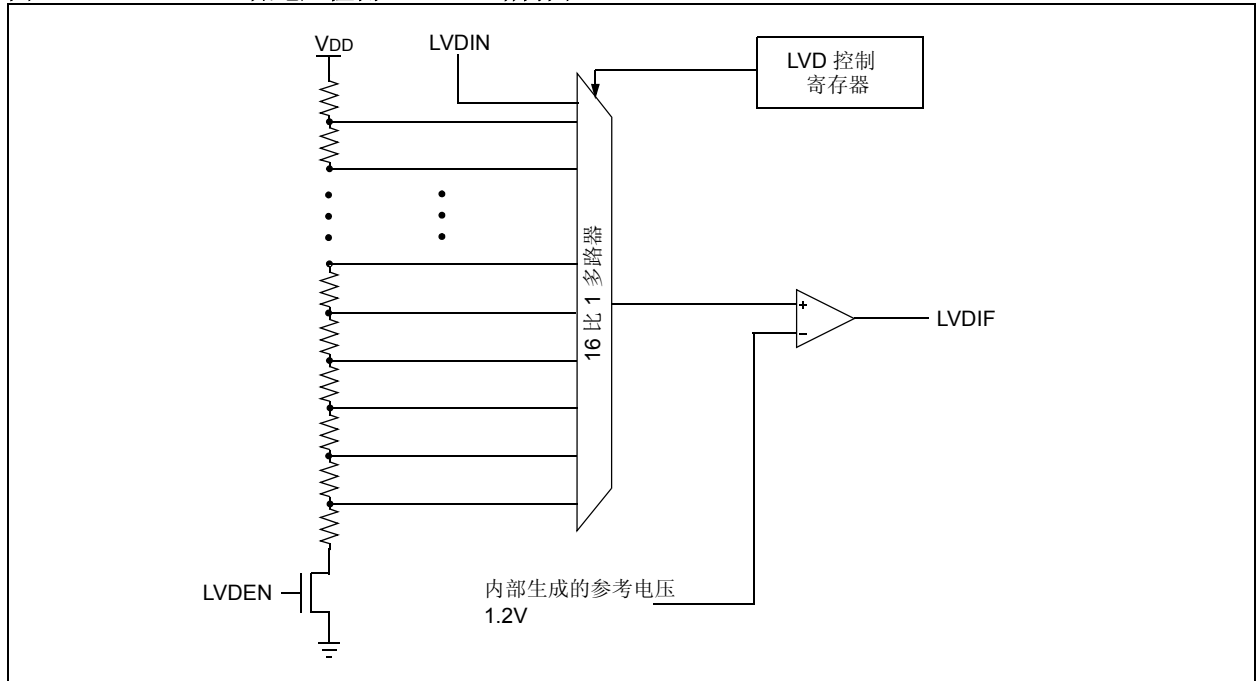 VDD
LVDIN
LVD 控制
寄存器
16 比 1 多路器
+
−
LVDIF
LVDEN
内部生成的参考电压
1.2V